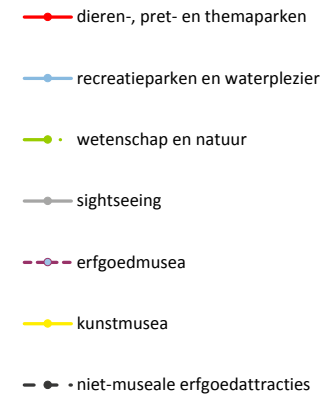 dieren-, pret- en themaparken
recreatieparken en waterplezier
wetenschap en natuur
sightseeing
erfgoedmusea
kunstmusea
niet-museale erfgoedattracties